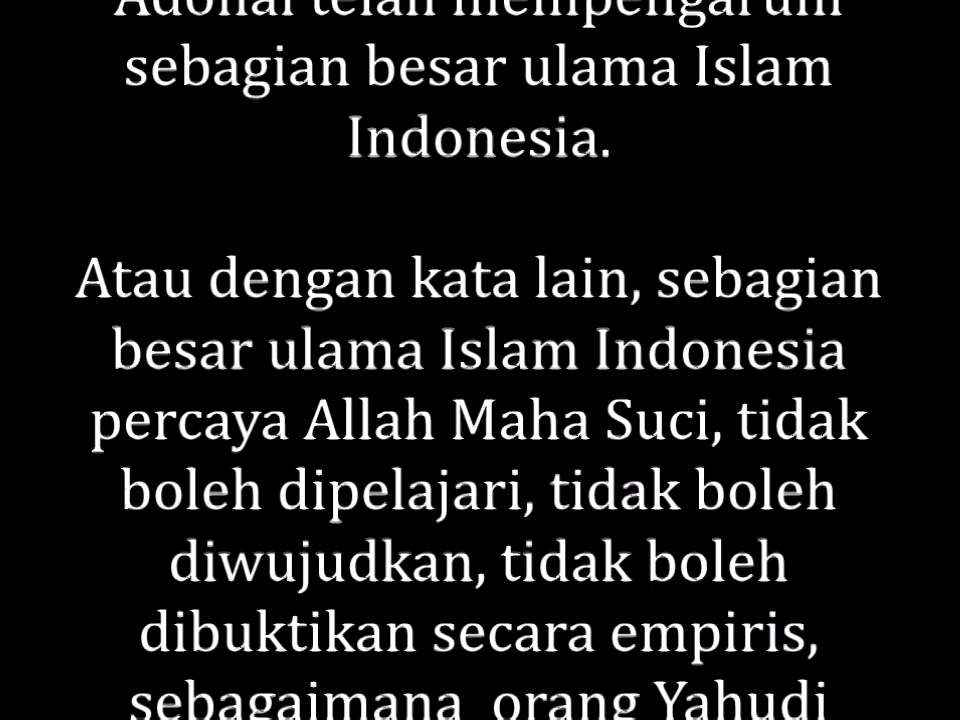 Adonai telah mempengaruhi
sebagian besar ulama Islam
Indonesia.
Atau dengan kata lain, sebagian
besar ulama Islam Indonesia
percaya Allah Maha Suci, tidak
boleh dipelajari, tidak boleh
diwujudkan, tidak boleh
dibuktikan secara empiris,
sebagaimana orang Yahudi